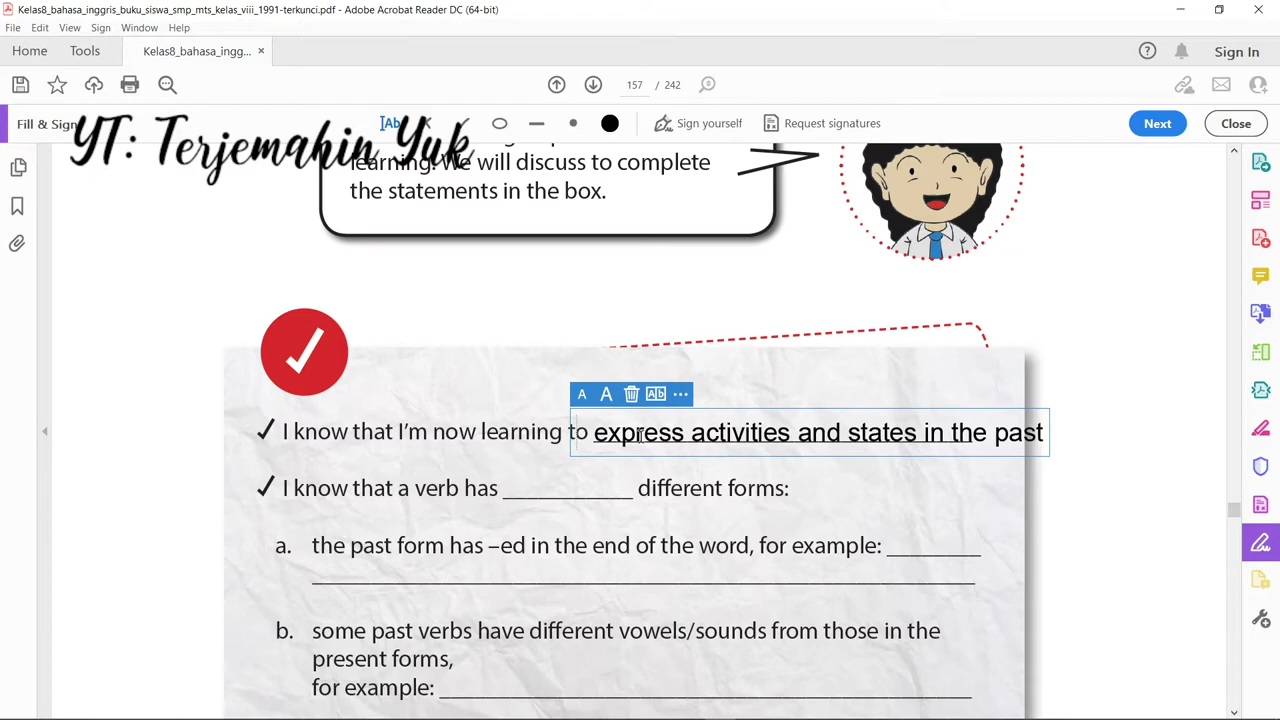 Kelas8_bahasa_inggris_buku_siswa_smp_mts_kelas_viii_1991-terkunci.pdf - Adobe Acrobat Reader DC (64-bit)
File Edit View Sign Window Help
Home Tools Kelas8_bahasa_ingg... × Sign In
157 / 242
Fill & Sign IAb Sign yourself Request signatures Next Close
YT: Terjemahin Yuk
learning. We will discuss to complete
the statements in the box.
A A Ab ...
✓ I know that I'm now learning to express activities and states in the past
✓ I know that a verb has ___________ different forms:
a. the past form has –ed in the end of the word, for example: ________
b. some past verbs have different vowels/sounds from those in the
present forms,
for example: ______________________________________________